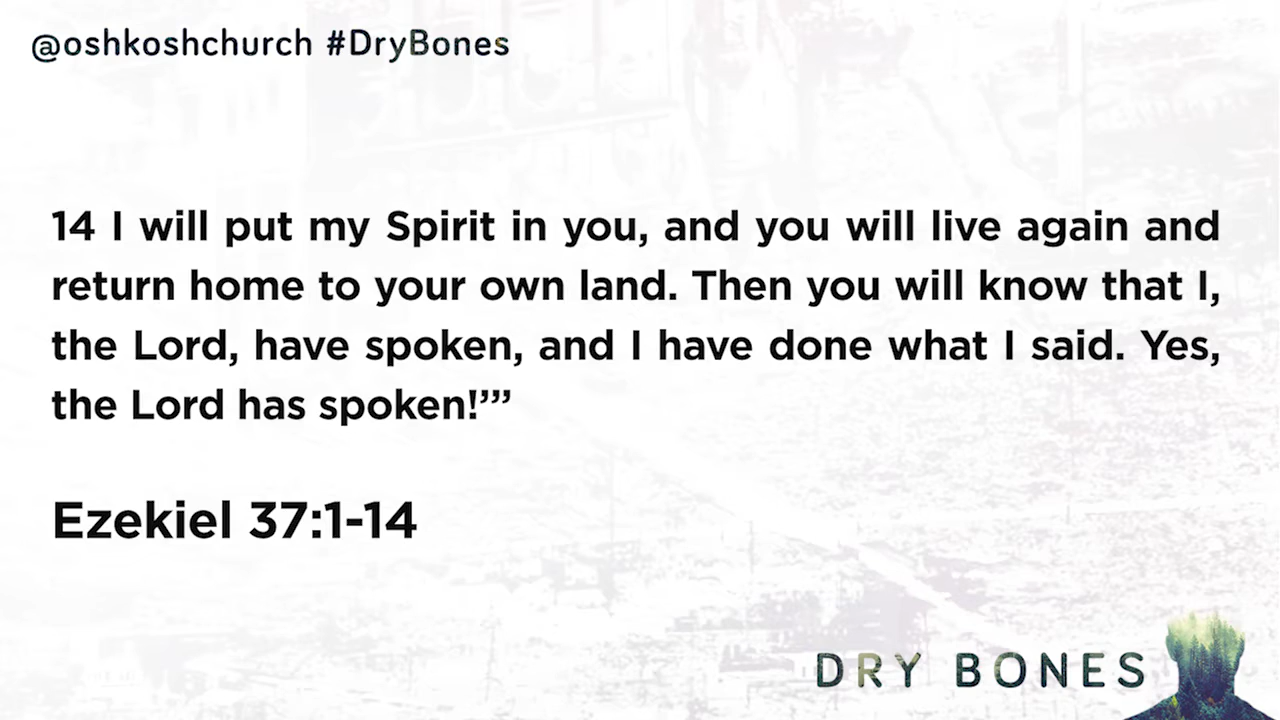 @oshkoshchurch #DryBones
14 I will put my Spirit in you, and you will live again and
return home to your own land. Then you will know that I,
the Lord, have spoken, and I have done what I said. Yes,
the Lord has spoken!’”’
Ezekiel 37:1-14
DRY BONES